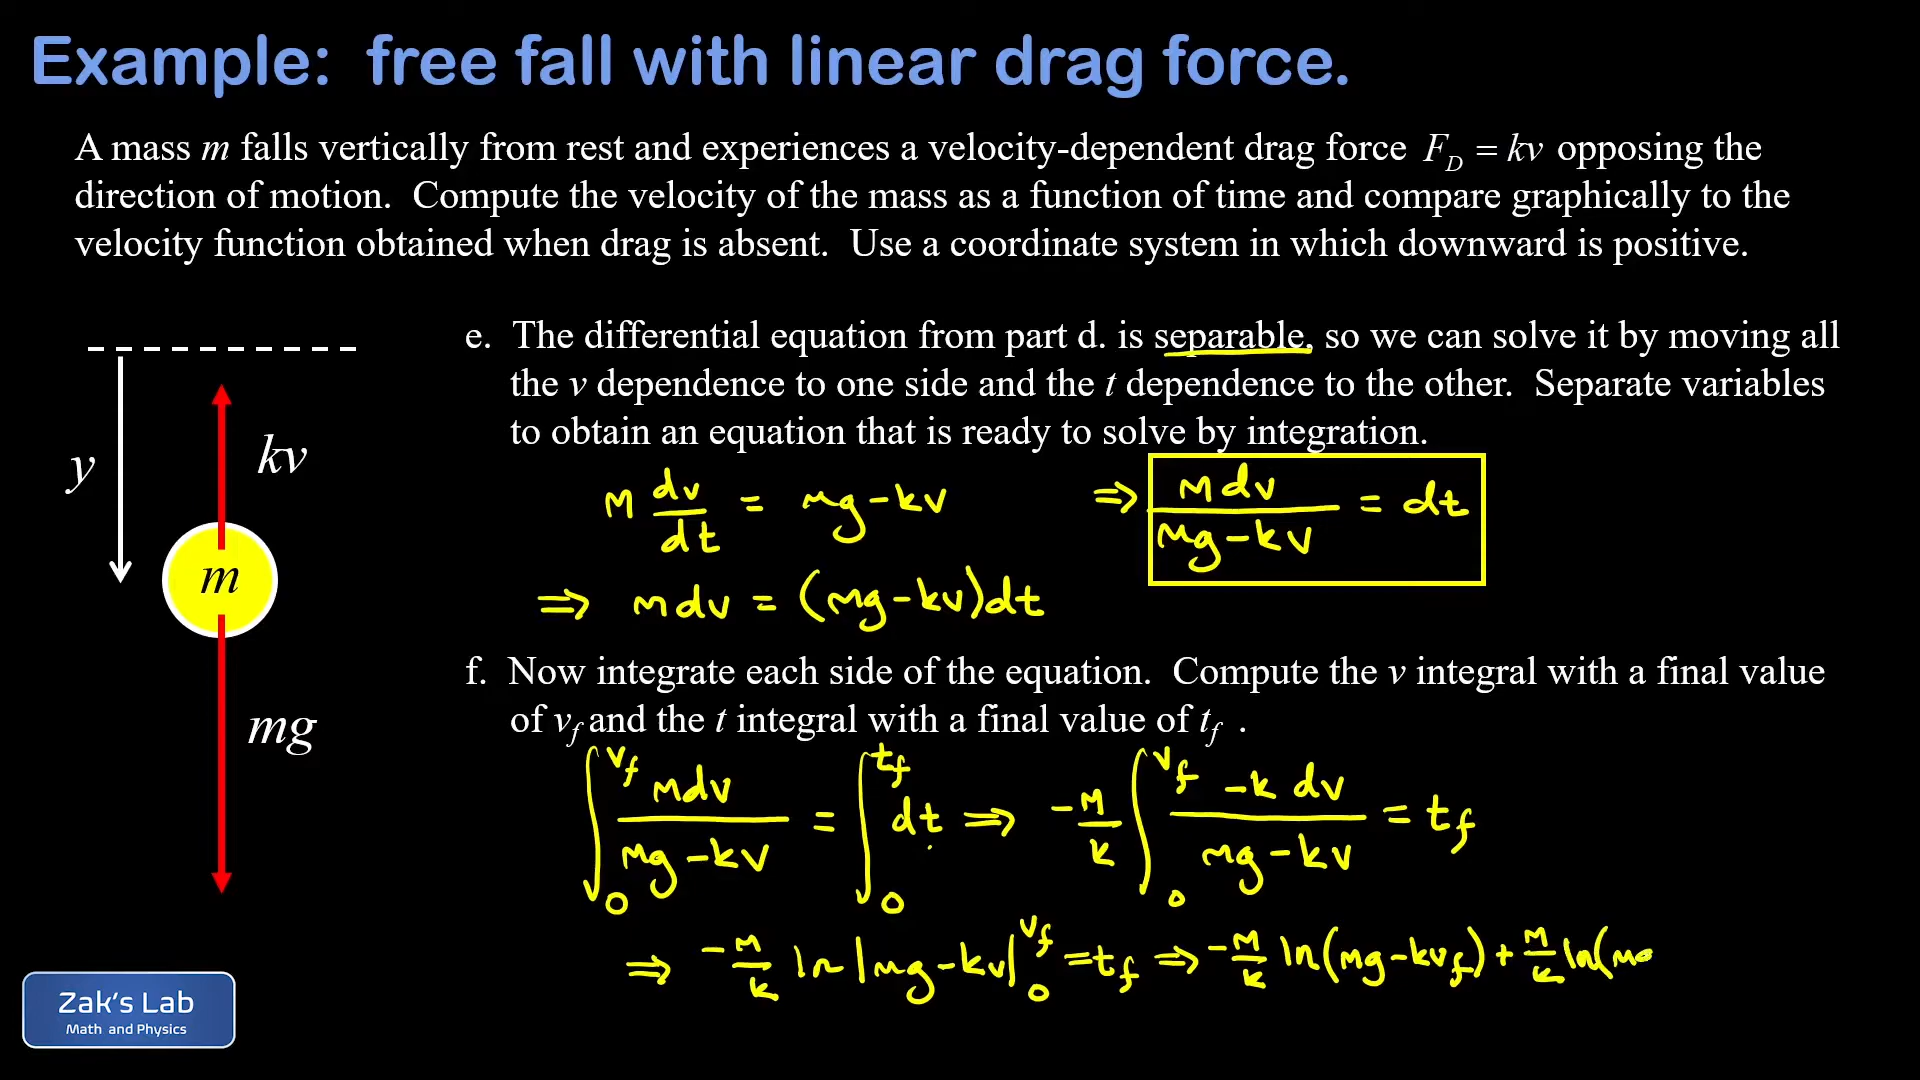 Example: free fall with linear drag force.
A mass m falls vertically from rest and experiences a velocity-dependent drag force F_D = kv opposing the
direction of motion. Compute the velocity of the mass as a function of time and compare graphically to the
velocity function obtained when drag is absent. Use a coordinate system in which downward is positive.
y
kv
m
mg
e. The differential equation from part d. is separable, so we can solve it by moving all
the v dependence to one side and the t dependence to the other. Separate variables
to obtain an equation that is ready to solve by integration.
m dv/dt = mg-kv ⇒ m dv/(mg-kv) = dt
⇒ mdv = (mg-kv)dt
f. Now integrate each side of the equation. Compute the v integral with a final value
of v_f and the t integral with a final value of t_f .
∫_0^{v_f} mdv/(mg-kv) = ∫_0^{t_f} dt ⇒ -m/k ∫_0^{v_f} -k dv/(mg-kv) = t_f
⇒ -m/k ln|mg-kv| |_0^{v_f} = t_f ⇒ -m/k ln(mg-kv_f) + m/k ln(m
Zak's Lab
Math and Physics